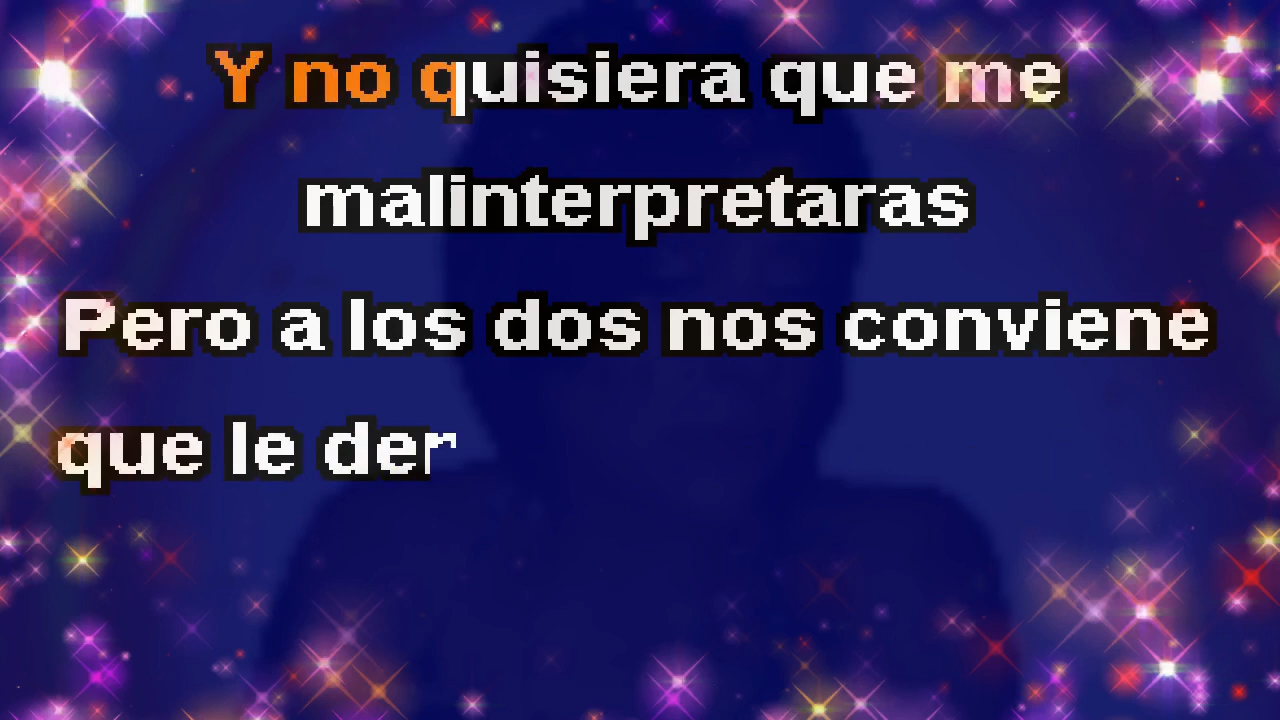 Y no quisiera que me
malinterpretaras
Pero a los dos nos conviene
que le der